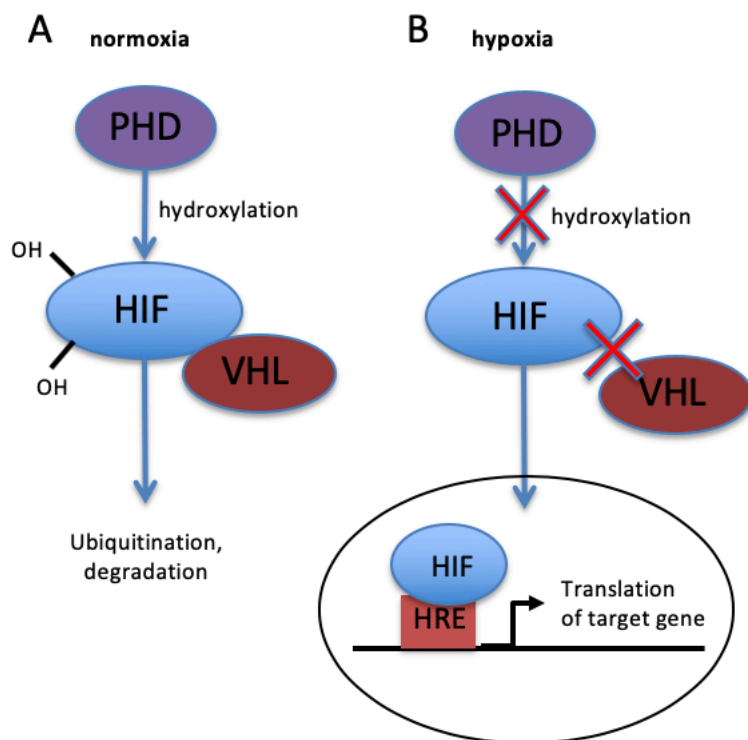 A
normoxia
PHD
hydroxylation
OH
HIF
OH
VHL
Ubiquitination,
degradation
B
hypoxia
PHD
hydroxylation
HIF
VHL
HIF
HRE
Translation
of target gene